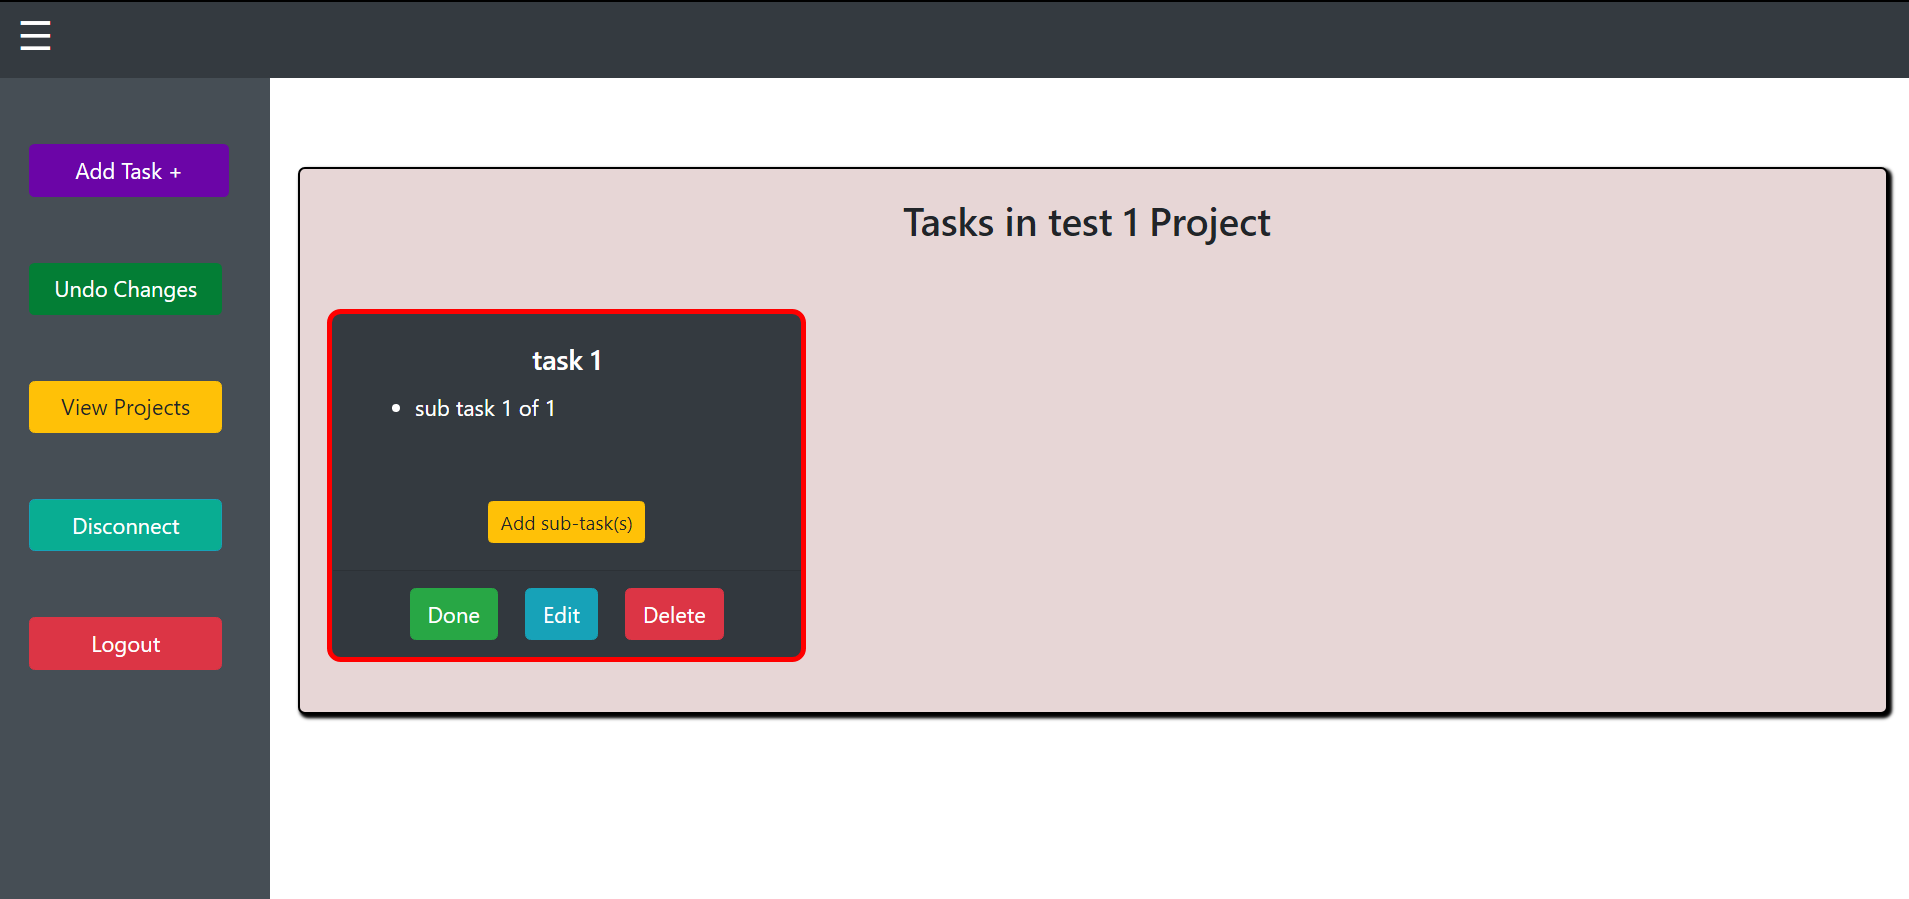 Add Task +
Undo Changes
View Projects
Disconnect
Logout
Tasks in test 1 Project
task 1
sub task 1 of 1
Add sub-task(s)
Done
Edit
Delete